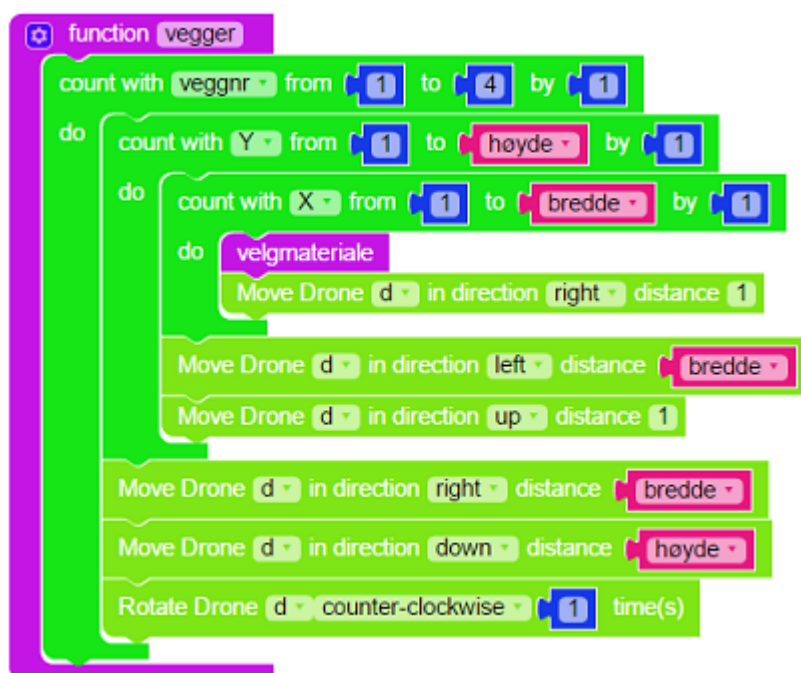 function vegger
count with veggnr from 1 to 4 by 1
do count with Y from 1 to høyde by 1
do count with X from 1 to bredde by 1
do velgmateriale
Move Drone d in direction right distance 1
Move Drone d in direction left distance bredde
Move Drone d in direction up distance 1
Move Drone d in direction right distance bredde
Move Drone d in direction down distance høyde
Rotate Drone d counter-clockwise 1 time(s)